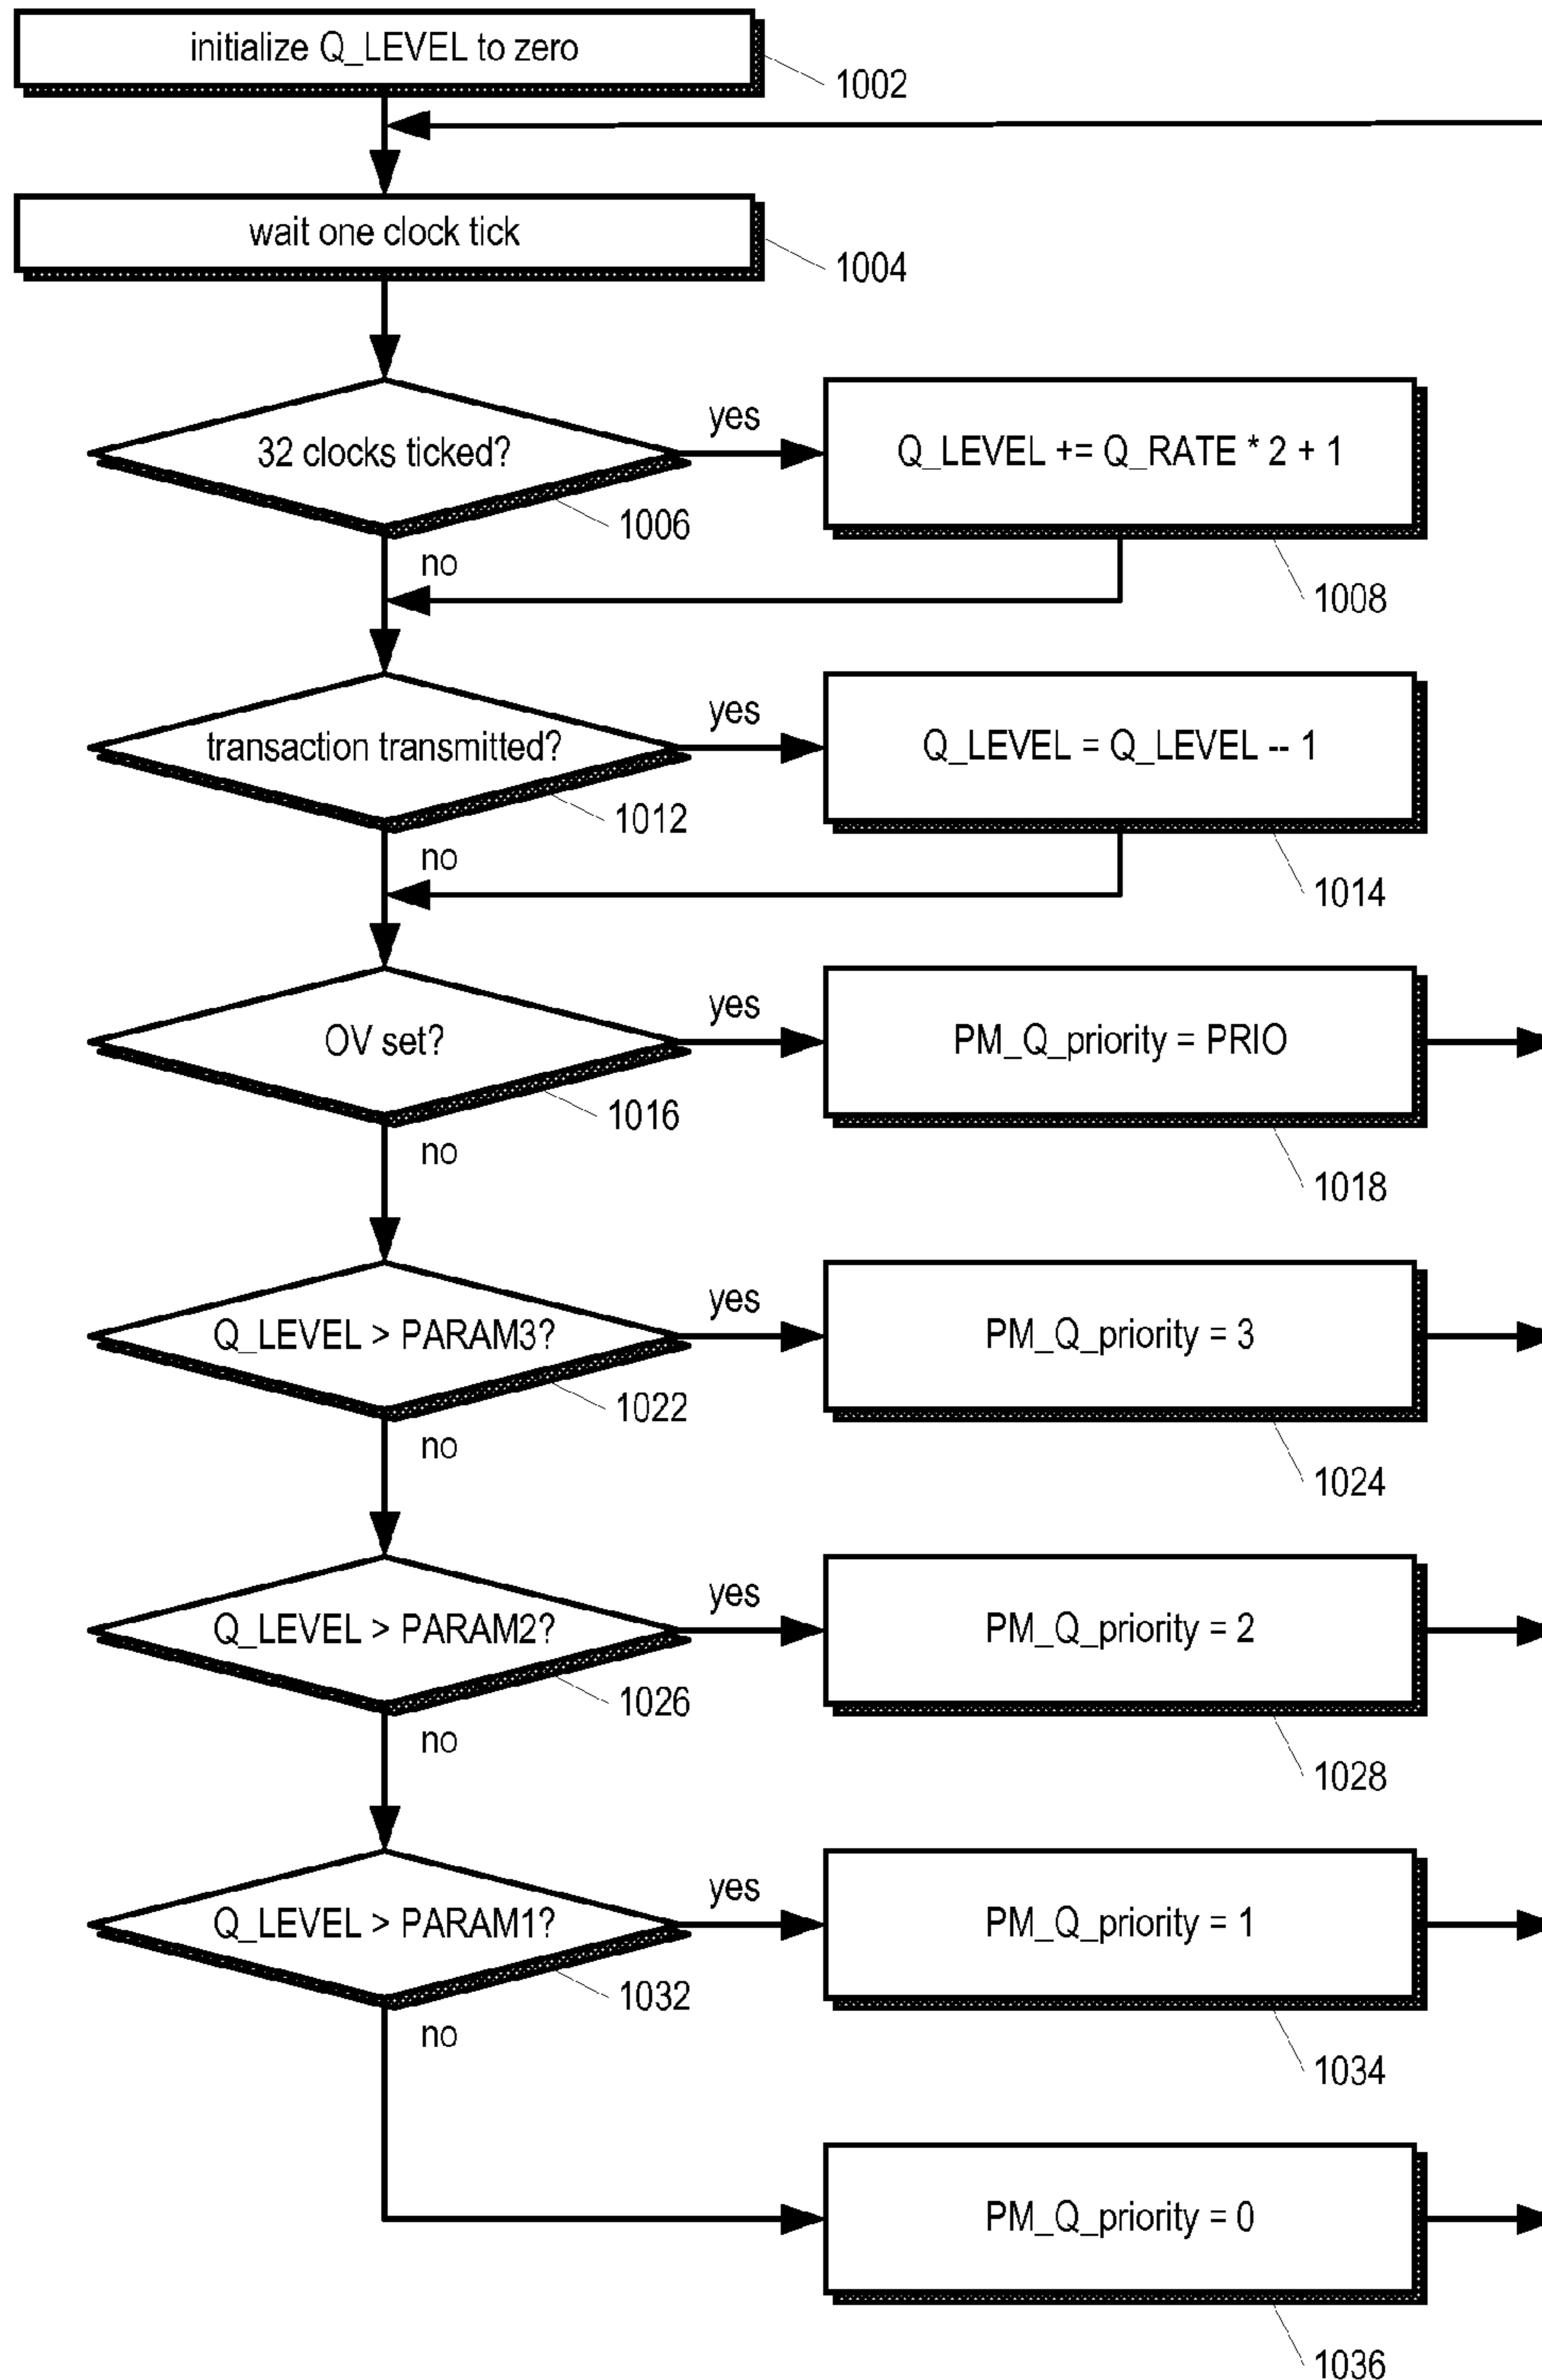 initialize Q_LEVEL to zero
1002
wait one clock tick
1004
32 clocks ticked?
yes
Q_LEVEL += Q_RATE * 2 + 1
1006
no
1008
transaction transmitted?
yes
Q_LEVEL = Q_LEVEL -- 1
1012
no
1014
OV set?
yes
PM_Q_priority = PRIO
1016
no
1018
Q_LEVEL > PARAM3?
yes
PM_Q_priority = 3
1022
no
1024
Q_LEVEL > PARAM2?
yes
PM_Q_priority = 2
1026
no
1028
Q_LEVEL > PARAM1?
yes
PM_Q_priority = 1
1032
no
1034
PM_Q_priority = 0
1036